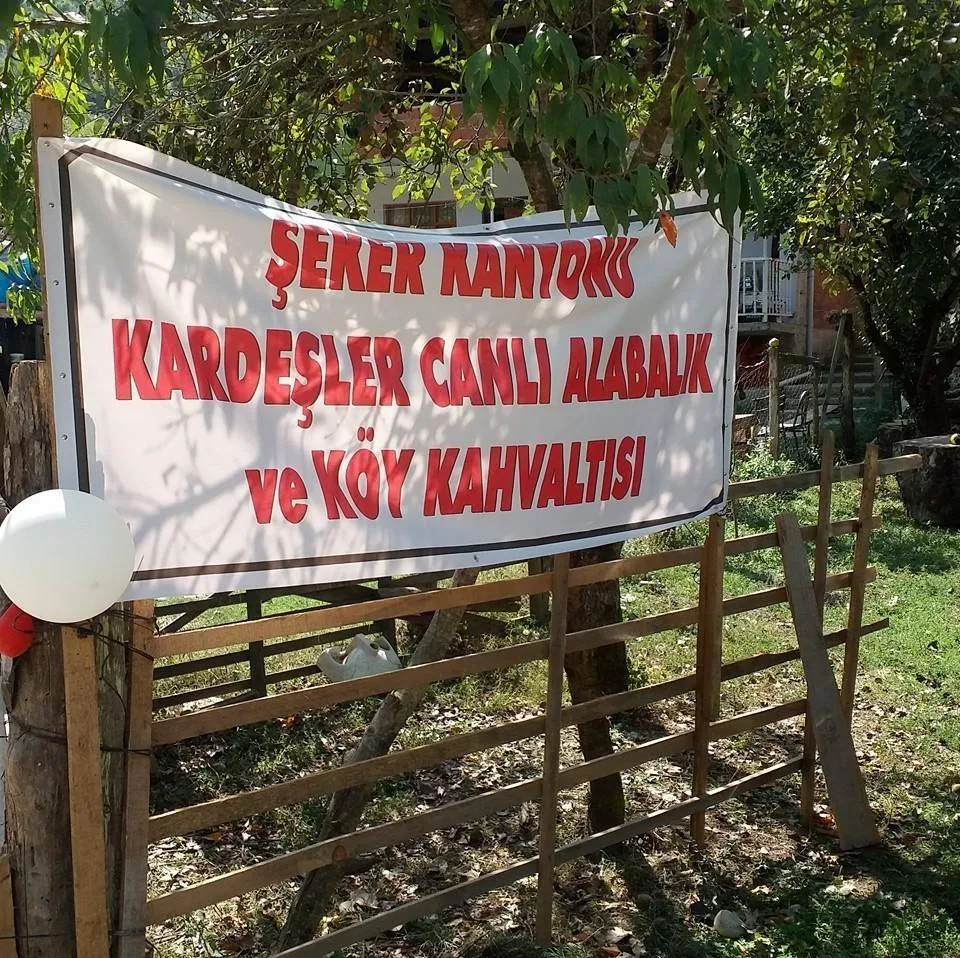 ŞEKER KANYONU
KARDEŞLER CANLI ALABALIK
ve KÖY KAHVALTISI